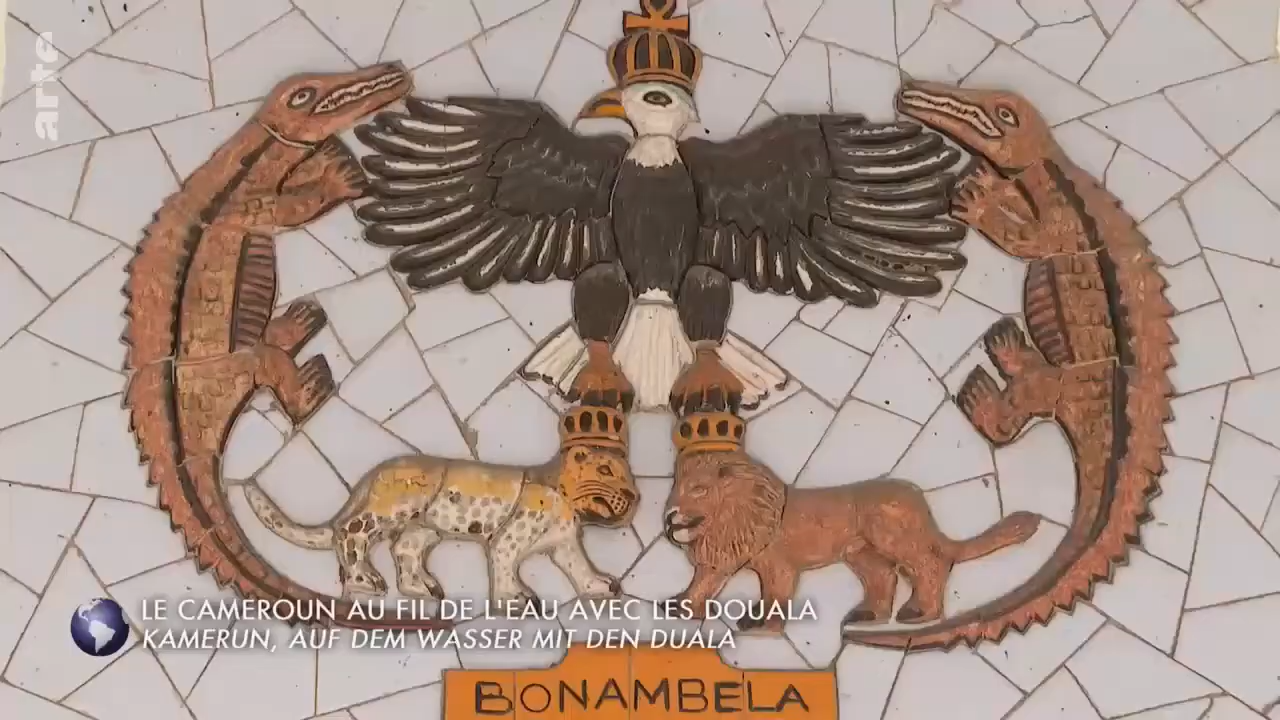 arte
LE CAMEROUN AU FIL DE L'EAU AVEC LES DOUALA
KAMERUN, AUF DEM WASSER MIT DEN DUALA
BONAMBELA